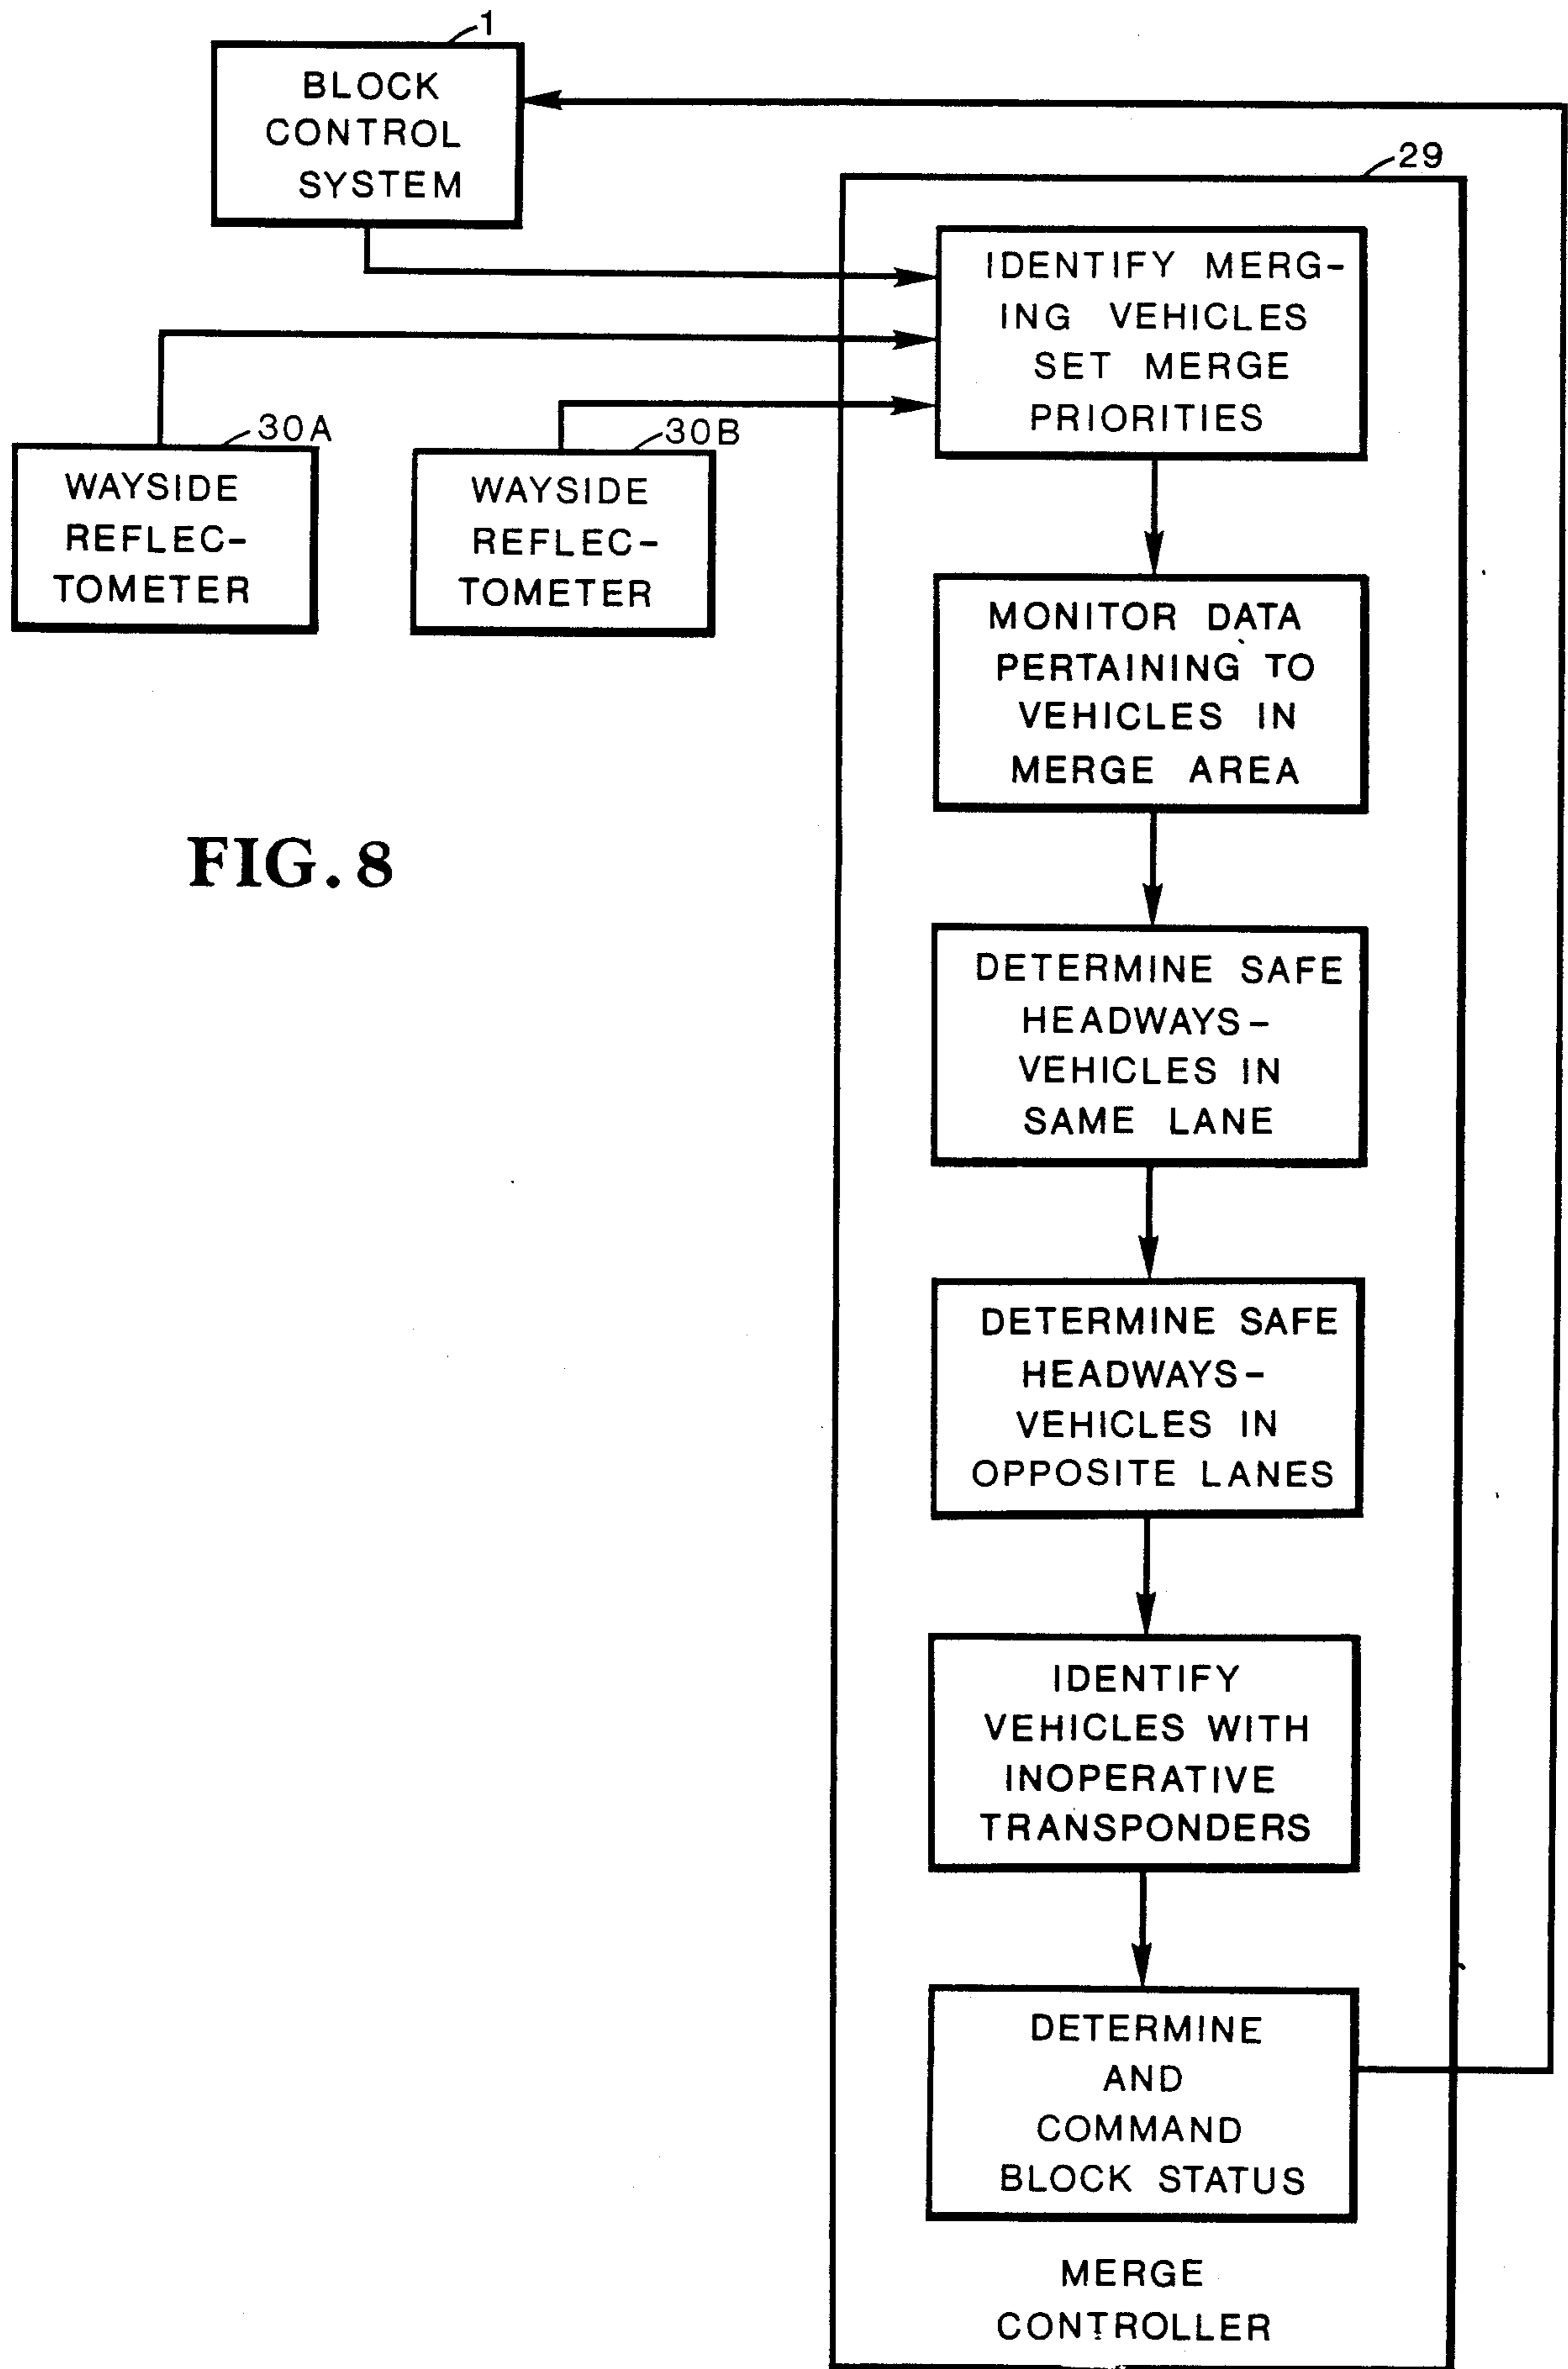 1
BLOCK
CONTROL
SYSTEM
29
IDENTIFY MERG-
ING VEHICLES
SET MERGE
PRIORITIES
30A
WAYSIDE
REFLEC-
TOMETER
30B
WAYSIDE
REFLEC-
TOMETER
MONITOR DATA
PERTAINING TO
VEHICLES IN
MERGE AREA
FIG. 8
DETERMINE SAFE
HEADWAYS-
VEHICLES IN
SAME LANE
DETERMINE SAFE
HEADWAYS-
VEHICLES IN
OPPOSITE LANES
IDENTIFY
VEHICLES WITH
INOPERATIVE
TRANSPONDERS
DETERMINE
AND
COMMAND
BLOCK STATUS
MERGE
CONTROLLER